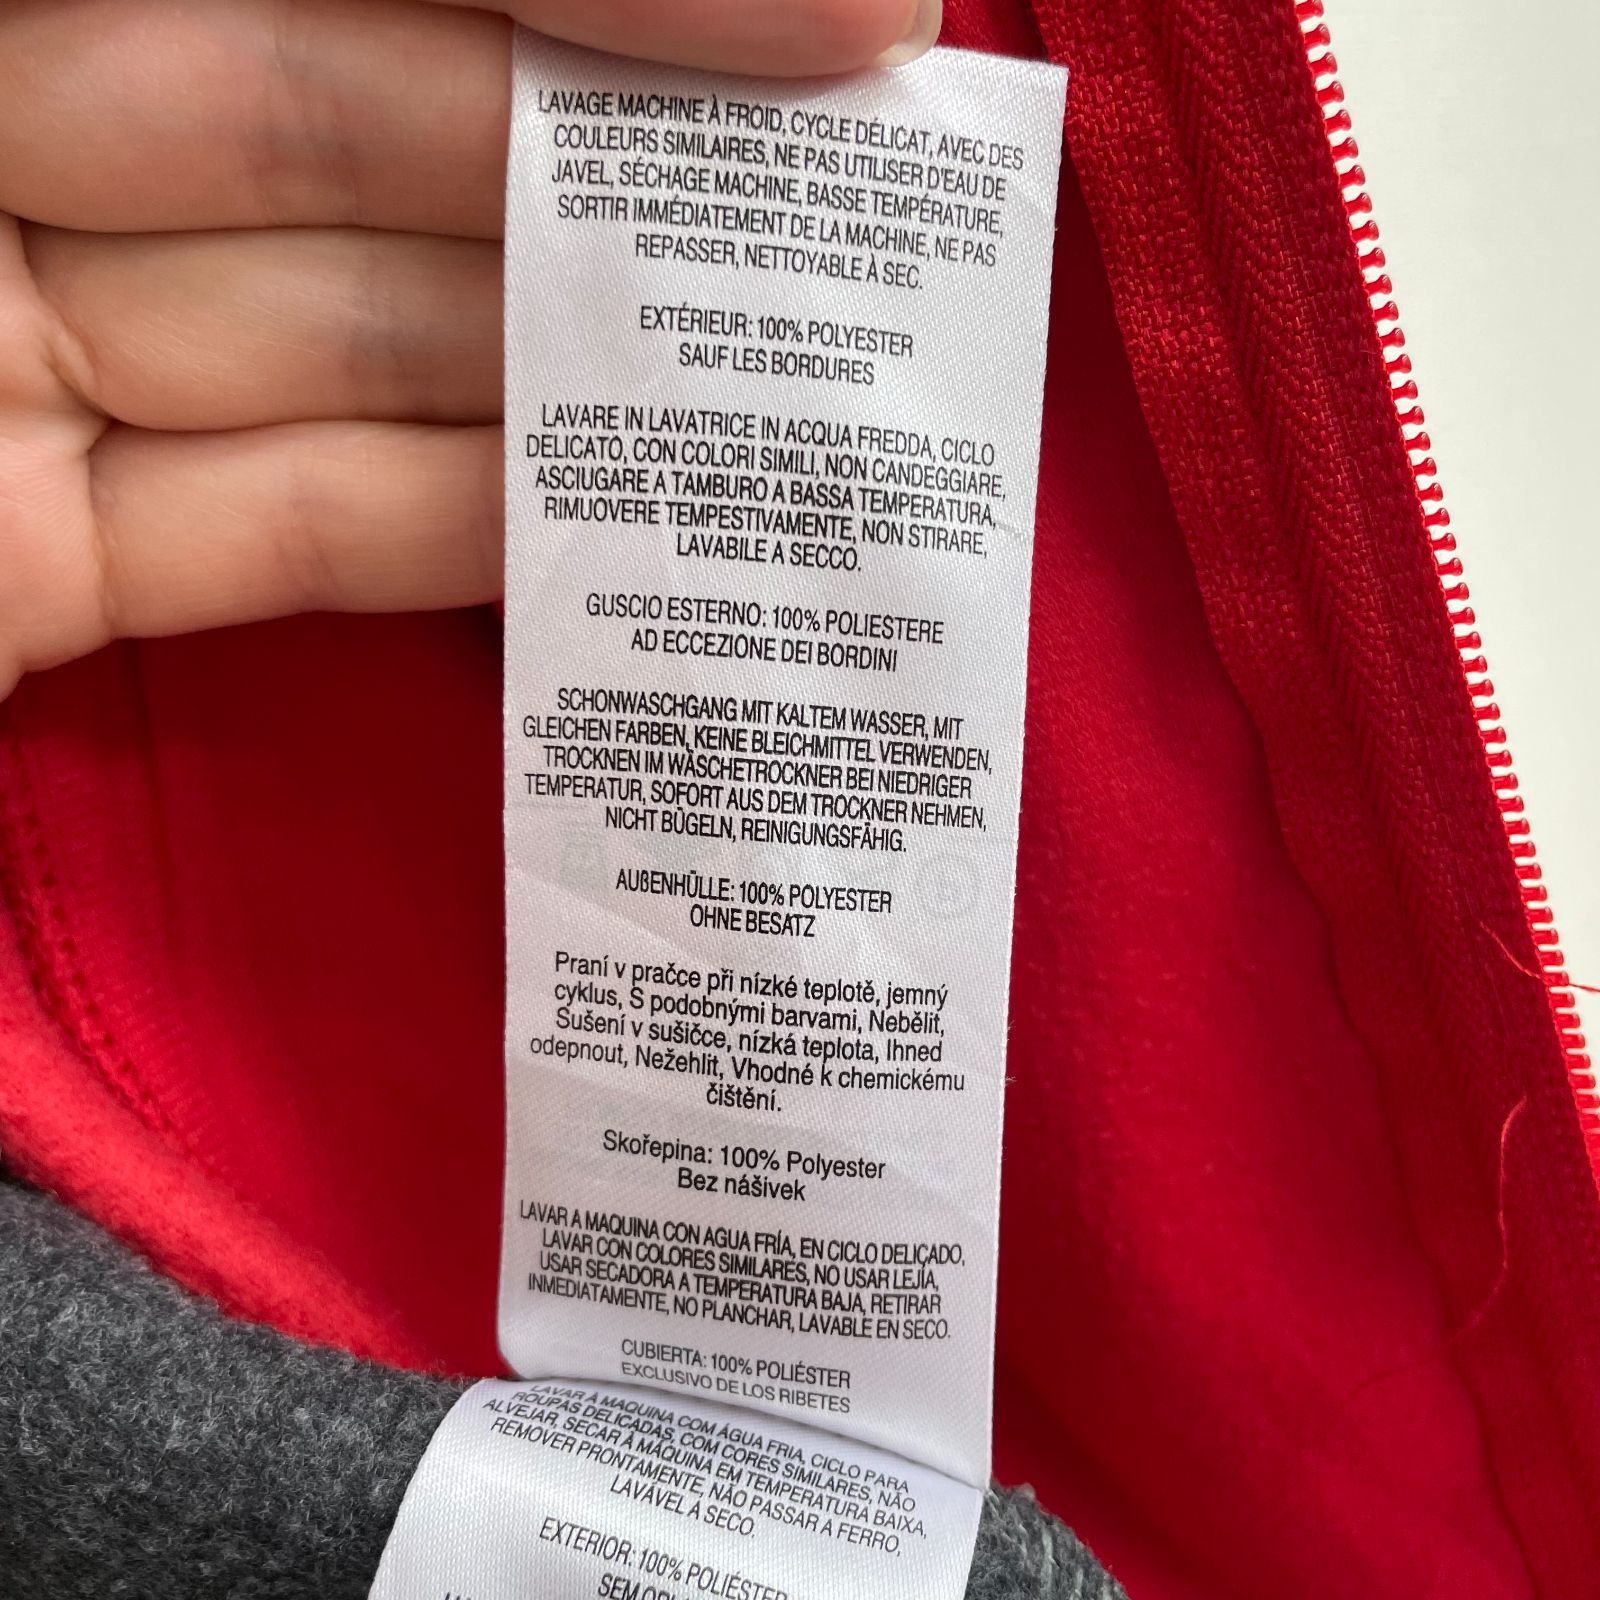 LAVAGE MACHINE À FROID, CYCLE DÉLICAT, AVEC DES
COULEURS SIMILAIRES, NE PAS UTILISER D'EAU DE
JAVEL, SÉCHAGE MACHINE, BASSE TEMPÉRATURE,
SORTIR IMMÉDIATEMENT DE LA MACHINE, NE PAS
REPASSER, NETTOYABLE À SEC.
EXTÉRIEUR: 100% POLYESTER
SAUF LES BORDURES
LAVARE IN LAVATRICE IN ACQUA FREDDA, CICLO
DELICATO, CON COLORI SIMILI, NON CANDEGGIARE,
ASCIUGARE A TAMBURO A BASSA TEMPERATURA,
RIMUOVERE TEMPESTIVAMENTE, NON STIRARE,
LAVABILE A SECCO.
GUSCIO ESTERNO: 100% POLIESTERE
AD ECCEZIONE DEI BORDINI
SCHONWASCHGANG MIT KALTEM WASSER, MIT
GLEICHEN FARBEN, KEINE BLEICHMITTEL VERWENDEN,
TROCKNEN IM WÄSCHETROCKNER BEI NIEDRIGER
TEMPERATUR, SOFORT AUS DEM TROCKNER NEHMEN,
NICHT BÜGELN, REINIGUNGSFÄHIG.
AUßENHÜLLE: 100% POLYESTER
OHNE BESATZ
Praní v pračce při nízké teplotě, jemný
cyklus, S podobnými barvami, Nebělit,
Sušení v sušičce, nízká teplota, Ihned
odepnout, Nežehlit, Vhodné k chemickému
čištění.
Skořepina: 100% Polyester
Bez nášivek
LAVAR A MAQUINA CON AGUA FRÍA, EN CICLO DELICADO,
LAVAR CON COLORES SIMILARES, NO USAR LEJÍA,
USAR SECADORA A TEMPERATURA BAJA, RETIRAR
INMEDIATAMENTE, NO PLANCHAR, LAVABLE EN SECO.
CUBIERTA: 100% POLIÉSTER
EXCLUSIVO DE LOS RIBETES
LAVAR À MAQUINA COM ÁGUA FRIA, CICLO PARA
ROUPAS DELICADAS, COM CORES SIMILARES, NÃO
ALVEJAR, SECAR À MÁQUINA EM TEMPERATURA BAIXA,
REMOVER PRONTAMENTE, NÃO PASSAR A FERRO,
LAVÁVEL A SECO.
EXTERIOR: 100% POLIÉSTER
SEM